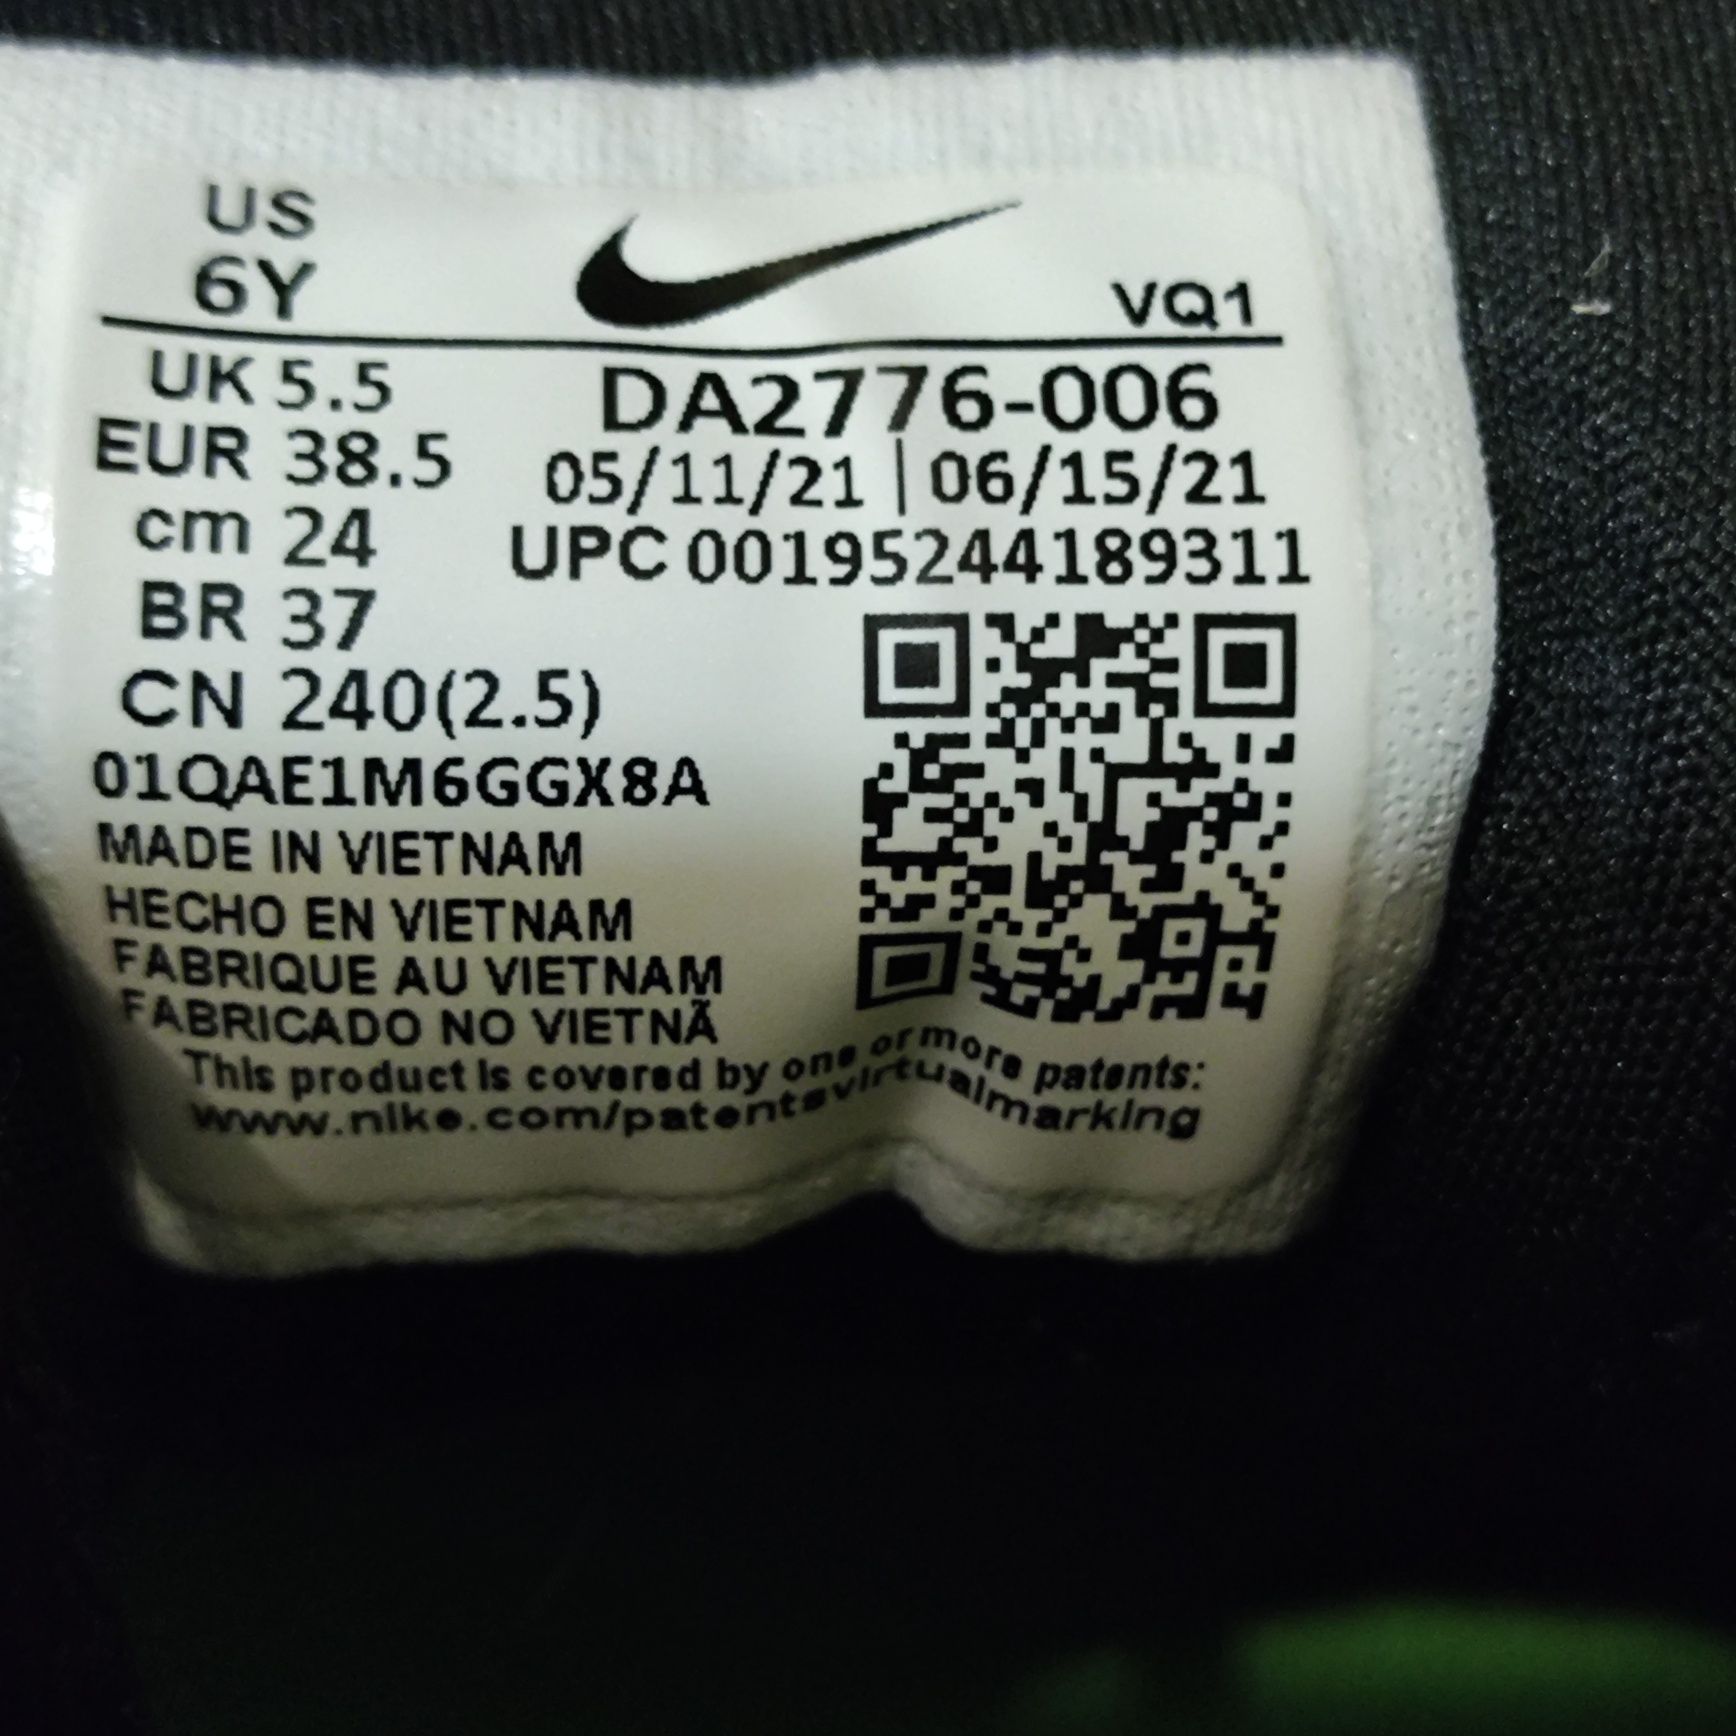 US
6Y
VQ1
UK 5.5
EUR 38.5
cm 24
BR 37
CN 240(2.5)
DA2776-006
05/11/21 | 06/15/21
UPC 00195244189311
01QAE1M6GGX8A
MADE IN VIETNAM
HECHO EN VIETNAM
FABRIQUE AU VIETNAM
FABRICADO NO VIETNÃ
This product is covered by one or more patents:
www.nike.com/patentsvirtualmarking